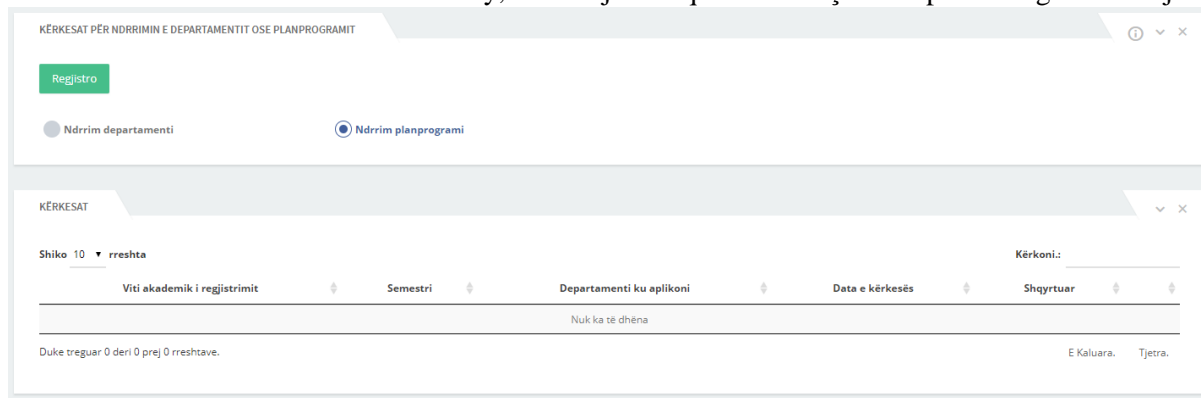 KËRKESAT PËR NDRRIMIN E DEPARTAMENTIT OSE PLANPROGRAMIT
Regjistro
Ndrrim departamenti Ndrrim planprogrami
KËRKESAT
Shiko 10 rreshta Kërkoni.:
Viti akademik i regjistrimit Semestri Departamenti ku aplikoni Data e kërkesës Shqyrtuar
Nuk ka të dhëna
Duke treguar 0 deri 0 prej 0 rreshtave. E Kaluara. Tjetra.